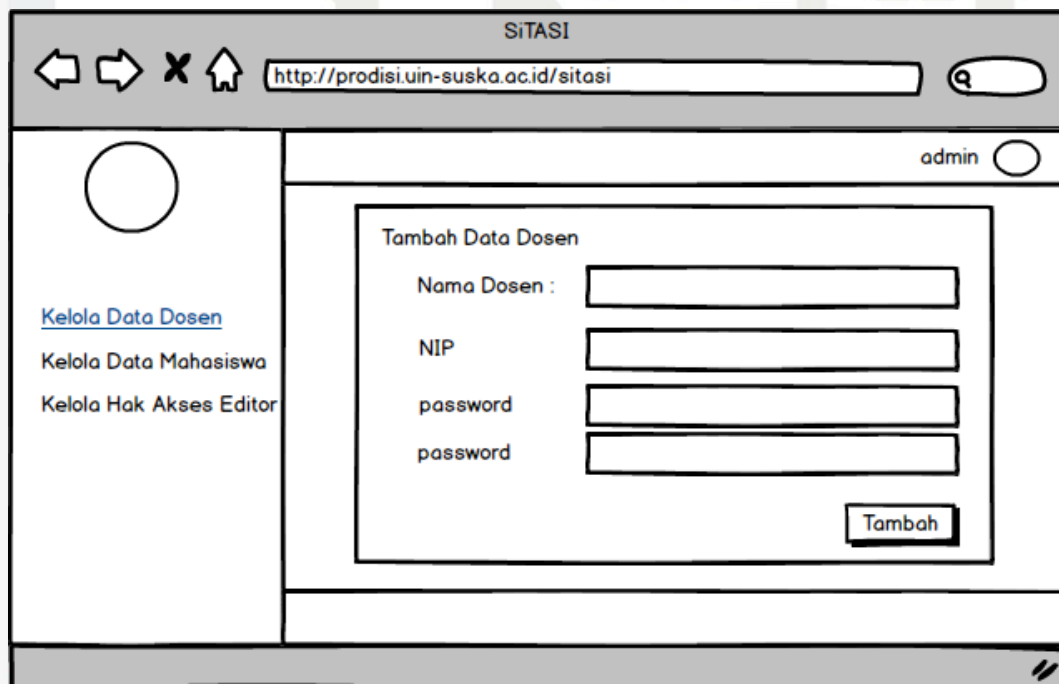 SiTASI
http://prodisi.uin-suska.ac.id/sitasi
admin
Kelola Data Dosen
Kelola Data Mahasiswa
Kelola Hak Akses Editor
Tambah Data Dosen
Nama Dosen :
NIP
password
password
Tambah